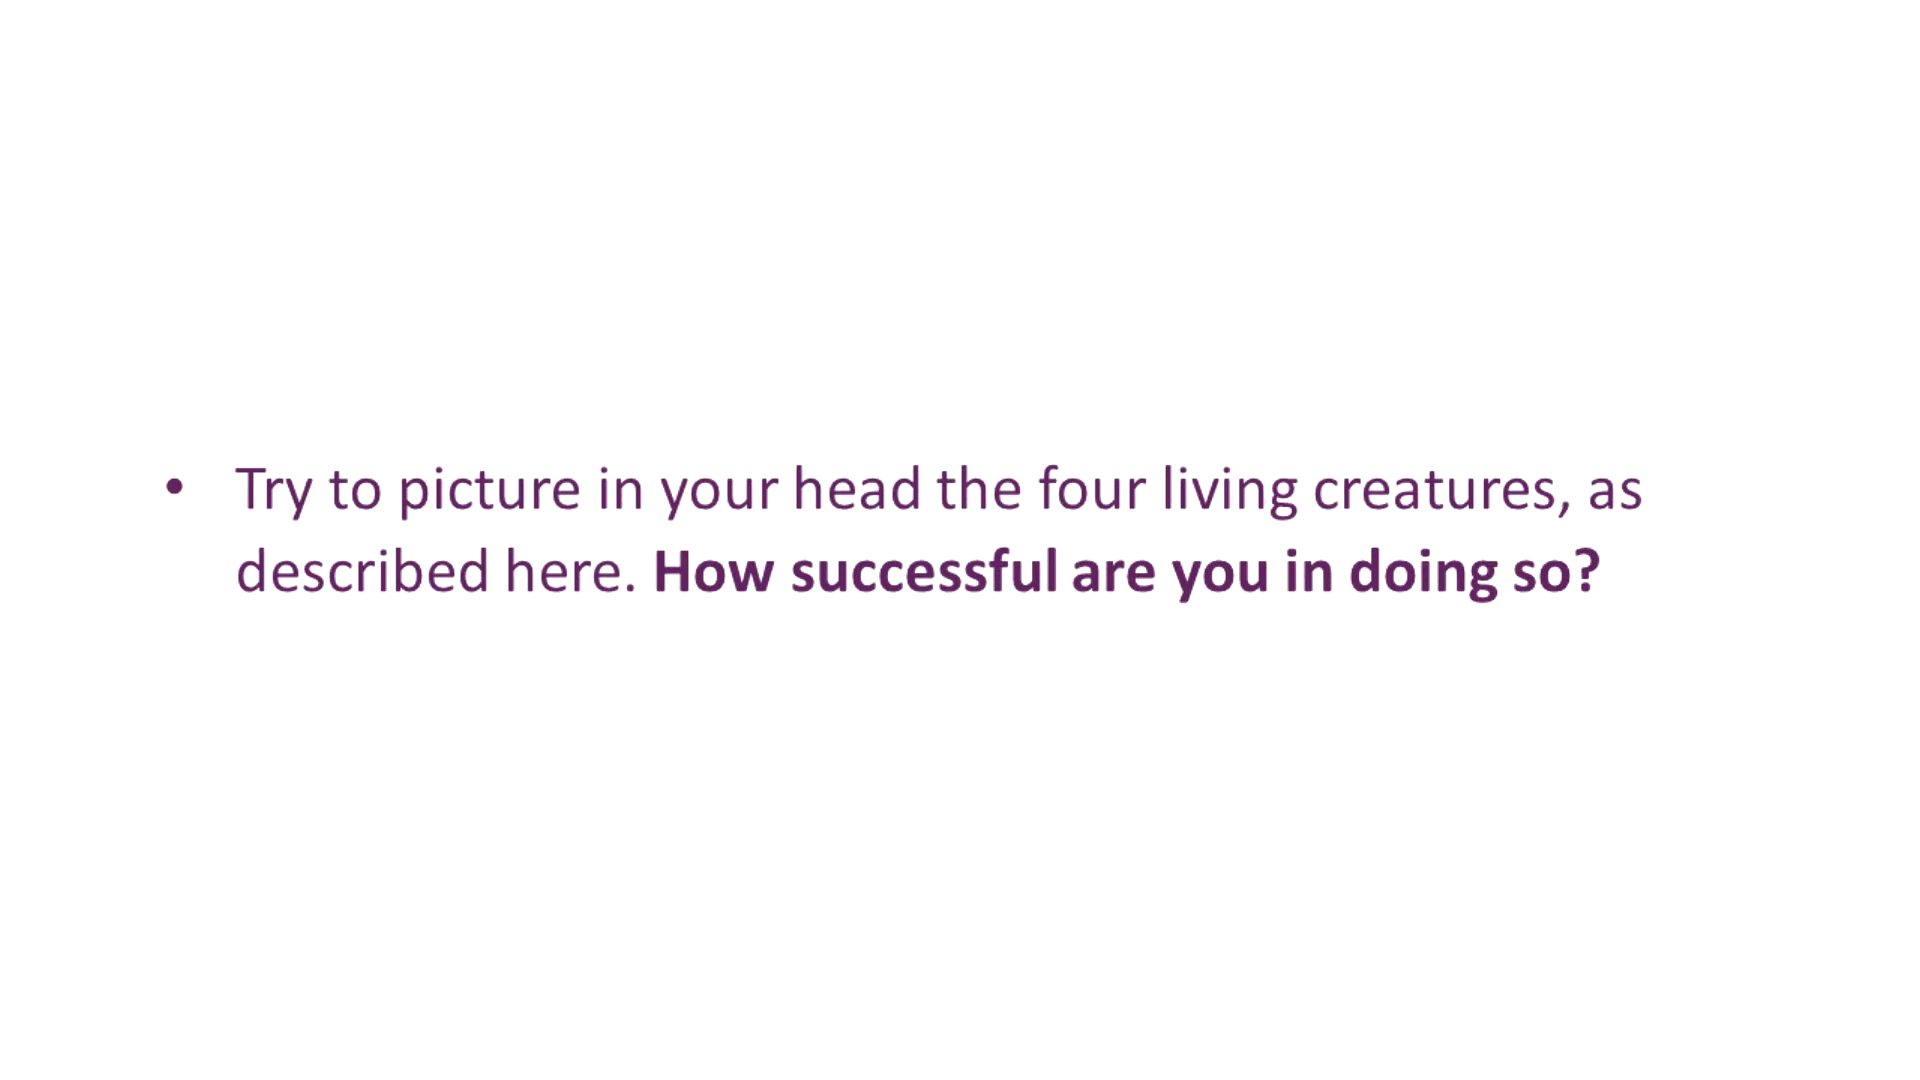 • Try to picture in your head the four living creatures, as
described here. How successful are you in doing so?